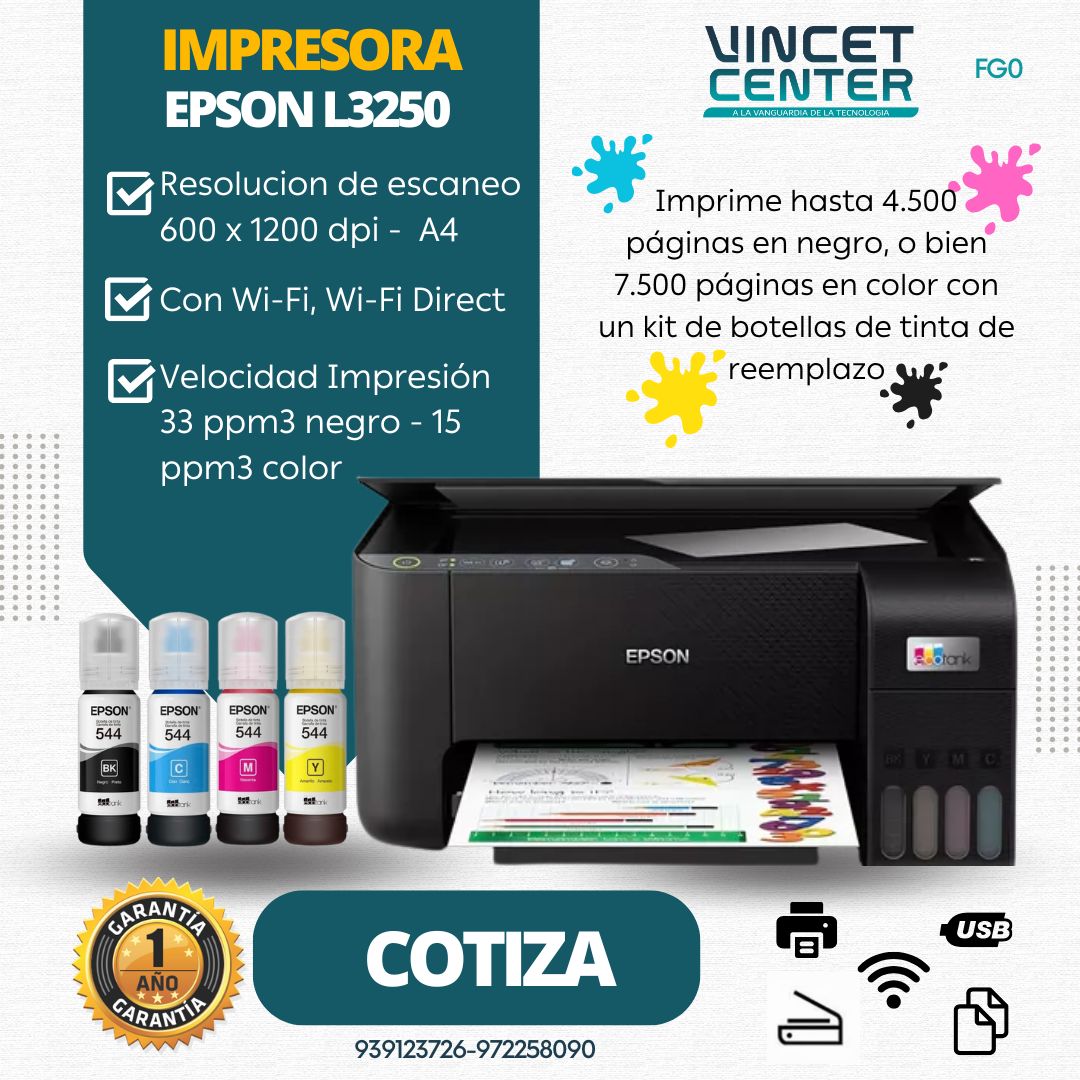 IMPRESORA
EPSON L3250
Resolucion de escaneo
600 x 1200 dpi - A4
Con Wi-Fi, Wi-Fi Direct
Velocidad Impresión
33 ppm3 negro - 15
ppm3 color
VINCET
CENTER
A LA VANGUARDIA DE LA TECNOLOGIA
FG0
Imprime hasta 4.500
páginas en negro, o bien
7.500 páginas en color con
un kit de botellas de tinta de
reemplazo
EPSON
ecotank
BK Y M C
EPSON EPSON EPSON EPSON
544 544 544 544
BK C M Y
GARANTÍA
1
AÑO
GARANTÍA
COTIZA
939123726-972258090
USB